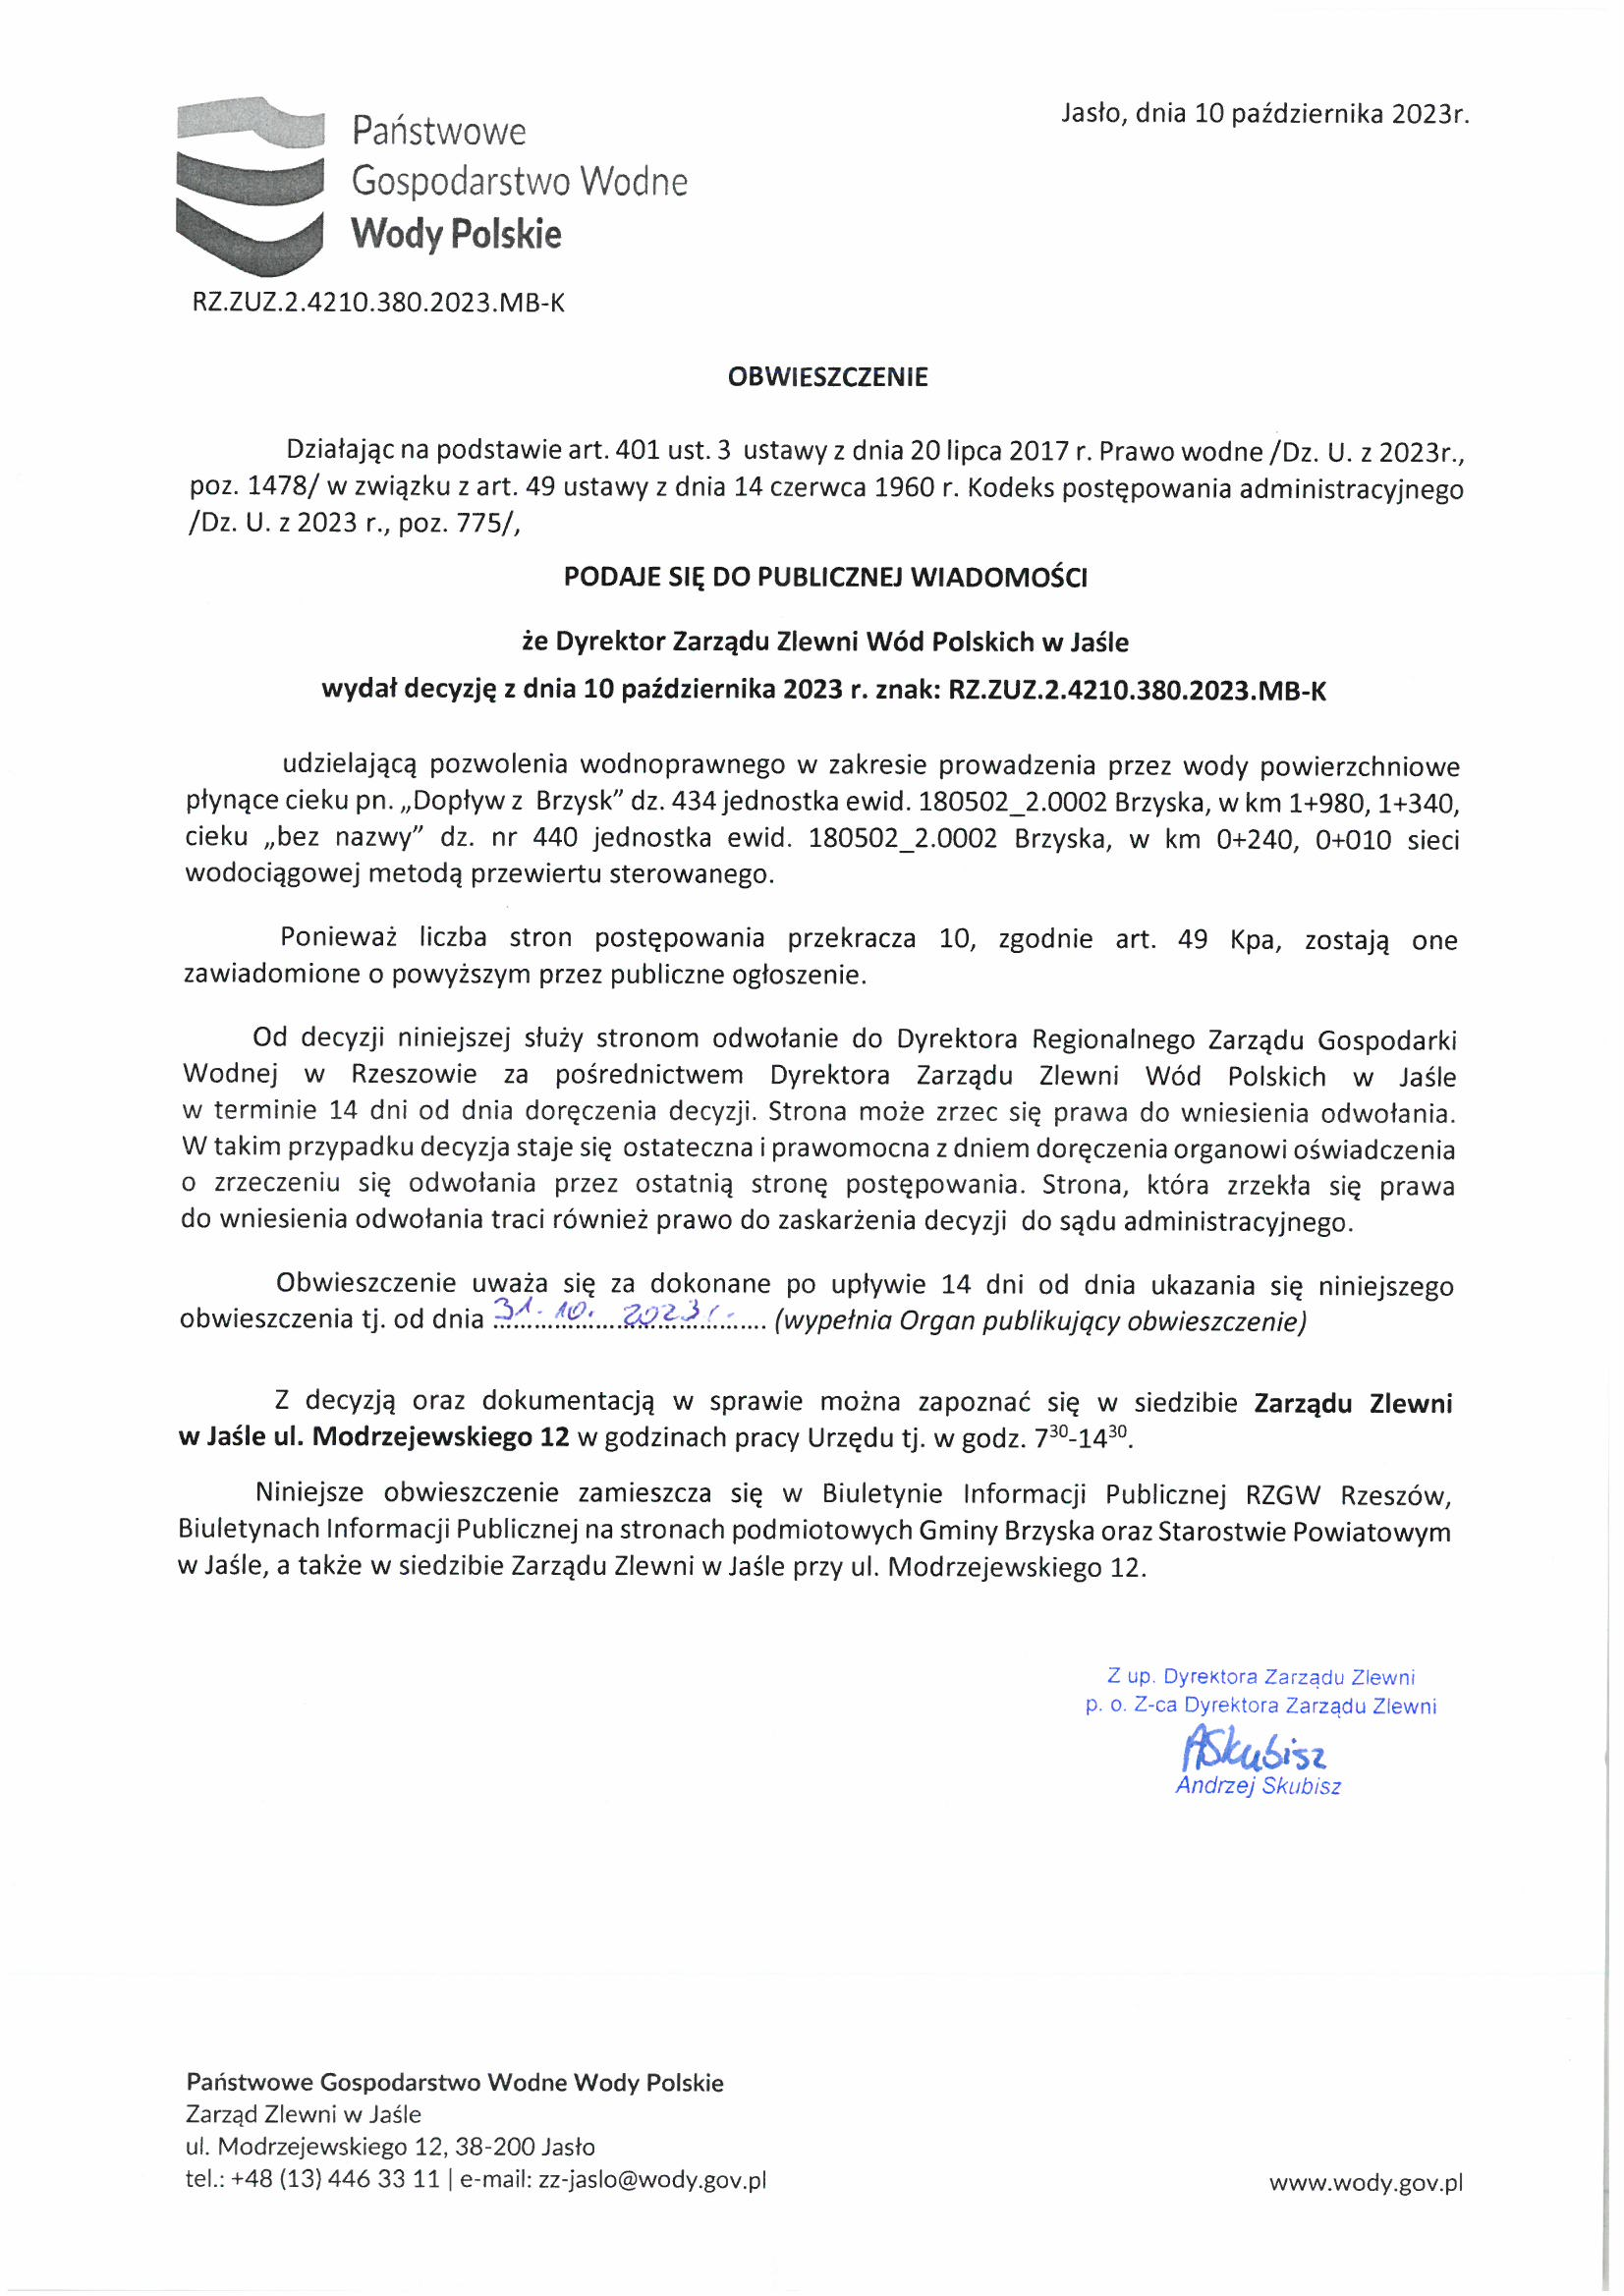 Jasło, dnia 10 października 2023r.
Państwowe
Gospodarstwo Wodne
Wody Polskie
RZ.ZUZ.2.4210.380.2023.MB-K
OBWIESZCZENIE
Działając na podstawie art. 401 ust. 3 ustawy z dnia 20 lipca 2017 r. Prawo wodne /Dz. U. z 2023r.,
poz. 1478/ w związku z art. 49 ustawy z dnia 14 czerwca 1960 r. Kodeks postępowania administracyjnego
/Dz. U. z 2023 r., poz. 775/,
PODAJE SIĘ DO PUBLICZNEJ WIADOMOŚCI
że Dyrektor Zarządu Zlewni Wód Polskich w Jaśle
wydał decyzję z dnia 10 października 2023 r. znak: RZ.ZUZ.2.4210.380.2023.MB-K
udzielającą pozwolenia wodnoprawnego w zakresie prowadzenia przez wody powierzchniowe
płynące cieku pn. „Dopływ z Brzysk” dz. 434 jednostka ewid. 180502_2.0002 Brzyska, w km 1+980, 1+340,
cieku „bez nazwy” dz. nr 440 jednostka ewid. 180502_2.0002 Brzyska, w km 0+240, 0+010 sieci
wodociągowej metodą przewiertu sterowanego.
Ponieważ liczba stron postępowania przekracza 10, zgodnie art. 49 Kpa, zostają one
zawiadomione o powyższym przez publiczne ogłoszenie.
Od decyzji niniejszej służy stronom odwołanie do Dyrektora Regionalnego Zarządu Gospodarki
Wodnej w Rzeszowie za pośrednictwem Dyrektora Zarządu Zlewni Wód Polskich w Jaśle
w terminie 14 dni od dnia doręczenia decyzji. Strona może zrzec się prawa do wniesienia odwołania.
W takim przypadku decyzja staje się ostateczna i prawomocna z dniem doręczenia organowi oświadczenia
o zrzeczeniu się odwołania przez ostatnią stronę postępowania. Strona, która zrzekła się prawa
do wniesienia odwołania traci również prawo do zaskarżenia decyzji do sądu administracyjnego.
Obwieszczenie uważa się za dokonane po upływie 14 dni od dnia ukazania się niniejszego
obwieszczenia tj. od dnia 31.10.2023r. (wypełnia Organ publikujący obwieszczenie)
Z decyzją oraz dokumentacją w sprawie można zapoznać się w siedzibie Zarządu Zlewni
w Jaśle ul. Modrzejewskiego 12 w godzinach pracy Urzędu tj. w godz. 7³⁰-14³⁰.
Niniejsze obwieszczenie zamieszcza się w Biuletynie Informacji Publicznej RZGW Rzeszów,
Biuletynach Informacji Publicznej na stronach podmiotowych Gminy Brzyska oraz Starostwie Powiatowym
w Jaśle, a także w siedzibie Zarządu Zlewni w Jaśle przy ul. Modrzejewskiego 12.
Z up. Dyrektora Zarządu Zlewni
p. o. Z-ca Dyrektora Zarządu Zlewni
ASkubisz
Andrzej Skubisz
Państwowe Gospodarstwo Wodne Wody Polskie
Zarząd Zlewni w Jaśle
ul. Modrzejewskiego 12, 38-200 Jasło
tel.: +48 (13) 446 33 11 | e-mail: zz-jaslo@wody.gov.pl
www.wody.gov.pl